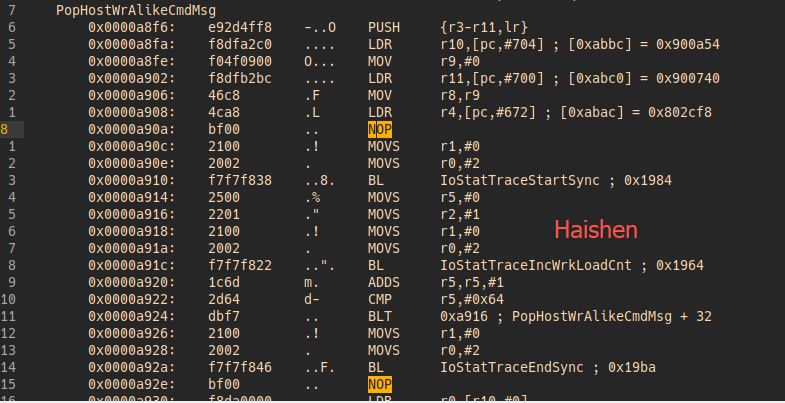 7 PopHostWrAlikeCmdMsg
6 0x0000a8f6: e92d4ff8 -..O PUSH {r3-r11,lr}
5 0x0000a8fa: f8dfa2c0 .... LDR r10,[pc,#704] ; [0xabbc] = 0x900a54
4 0x0000a8fe: f04f0900 O... MOV r9,#0
3 0x0000a902: f8dfb2bc .... LDR r11,[pc,#700] ; [0xabc0] = 0x900740
2 0x0000a906: 46c8 .F MOV r8,r9
1 0x0000a908: 4ca8 .L LDR r4,[pc,#672] ; [0xabac] = 0x802cf8
8 0x0000a90a: bf00 .. NOP
1 0x0000a90c: 2100 .! MOVS r1,#0
2 0x0000a90e: 2002 . MOVS r0,#2
3 0x0000a910: f7f7f838 ..8. BL IoStatTraceStartSync ; 0x1984
4 0x0000a914: 2500 .% MOVS r5,#0
5 0x0000a916: 2201 ." MOVS r2,#1
6 0x0000a918: 2100 .! MOVS r1,#0
7 0x0000a91a: 2002 . MOVS r0,#2
Haishen
8 0x0000a91c: f7f7f822 ..". BL IoStatTraceIncWrkLoadCnt ; 0x1964
9 0x0000a920: 1c6d m. ADDS r5,r5,#1
10 0x0000a922: 2d64 d- CMP r5,#0x64
11 0x0000a924: dbf7 .. BLT 0xa916 ; PopHostWrAlikeCmdMsg + 32
12 0x0000a926: 2100 .! MOVS r1,#0
13 0x0000a928: 2002 . MOVS r0,#2
14 0x0000a92a: f7f7f846 ..F. BL IoStatTraceEndSync ; 0x19ba
15 0x0000a92e: bf00 .. NOP
16 0x0000a930: f8da0000 .... LDR r0,[r10,#0]